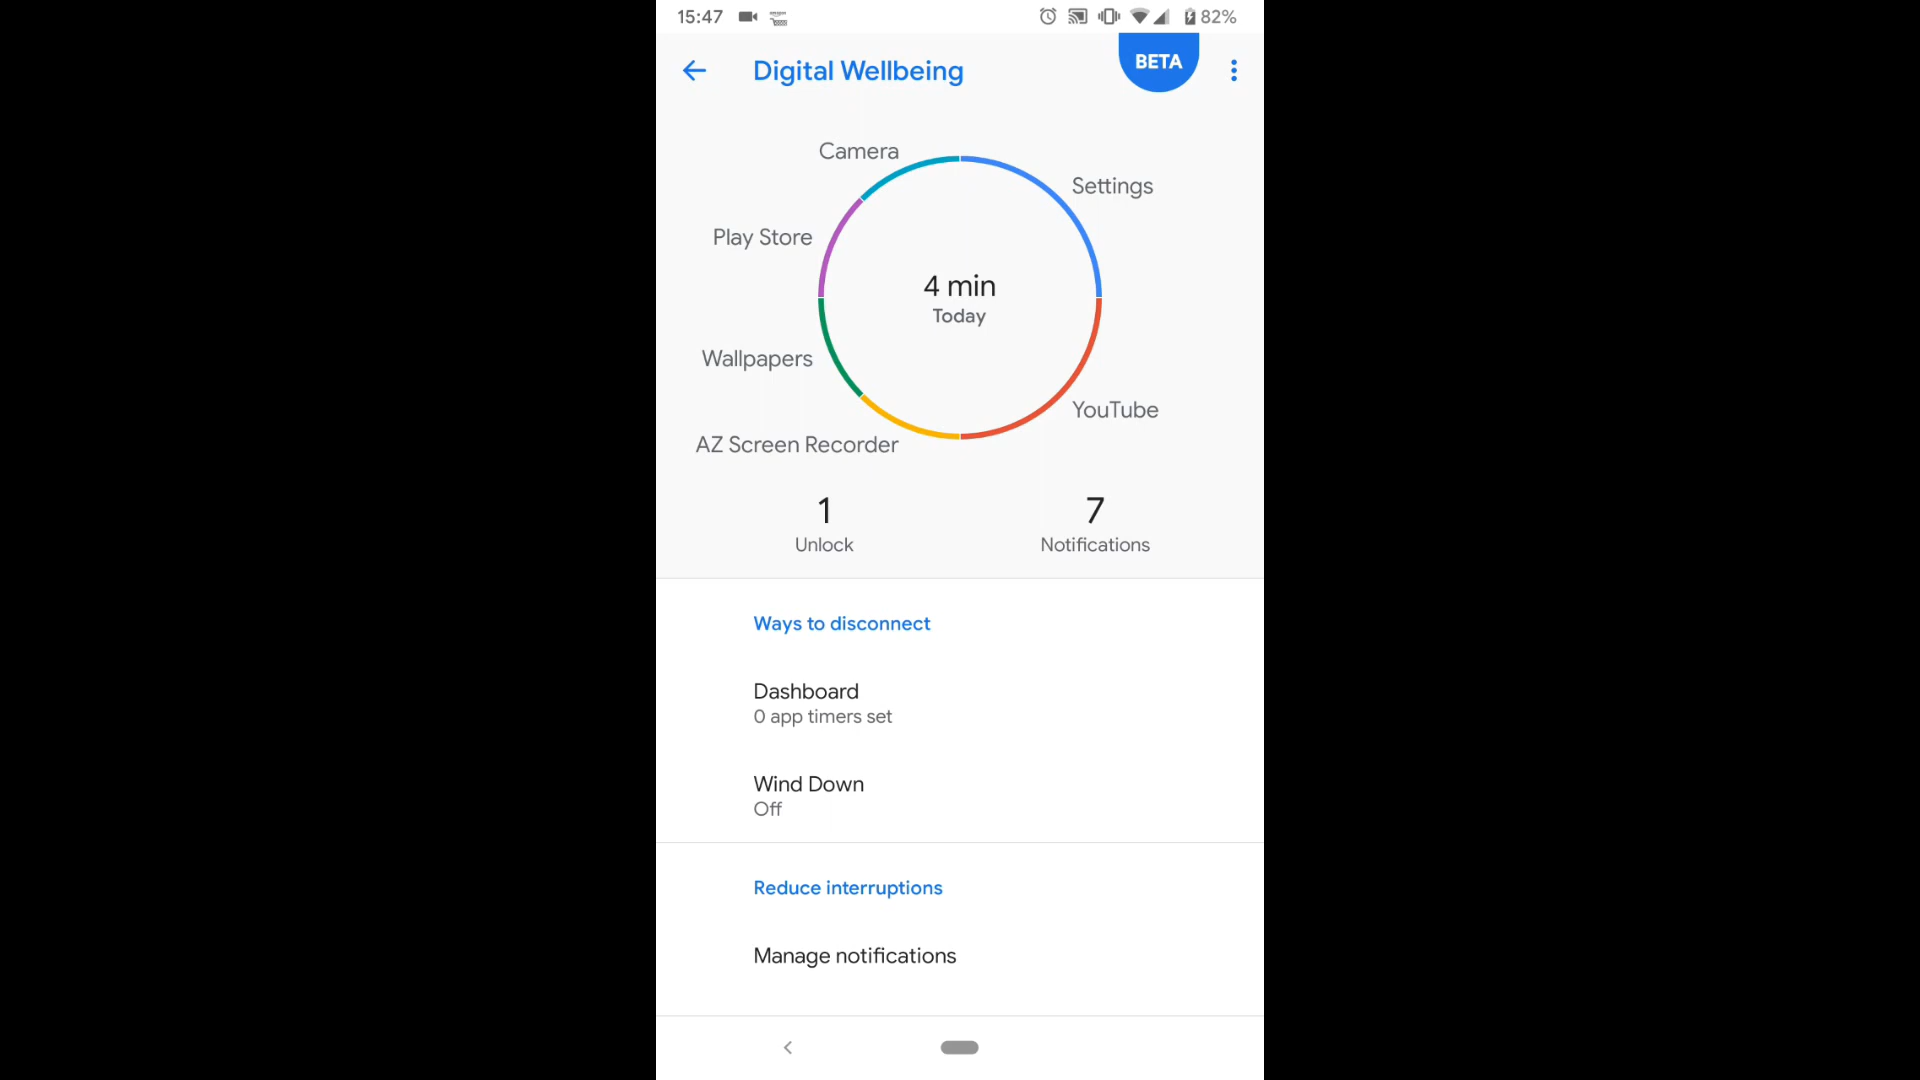 15:47
82%
Digital Wellbeing
BETA
Camera
Settings
Play Store
4 min
Today
Wallpapers
YouTube
AZ Screen Recorder
1
7
Unlock
Notifications
Ways to disconnect
Dashboard
0 app timers set
Wind Down
Off
Reduce interruptions
Manage notifications